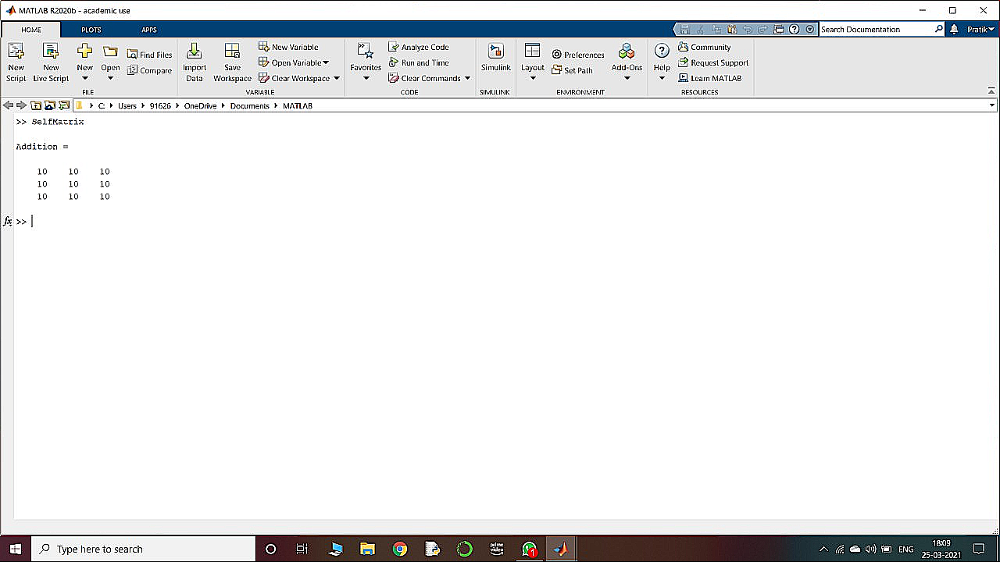 MATLAB R2020b - academic use
HOME PLOTS APPS
Search Documentation
Pratik
New Script
New Live Script
New
Open
Find Files
Compare
FILE
Import Data
Save Workspace
New Variable
Open Variable
Clear Workspace
VARIABLE
Favorites
Analyze Code
Run and Time
Clear Commands
CODE
Simulink
SIMULINK
Layout
Preferences
Set Path
Add-Ons
ENVIRONMENT
Help
Community
Request Support
Learn MATLAB
RESOURCES
C: Users 91626 OneDrive Documents MATLAB
>> SelfMatrix
Addition =
10 10 10
10 10 10
10 10 10
fx >>
Type here to search
prime video
1
ENG
18:09
25-03-2021